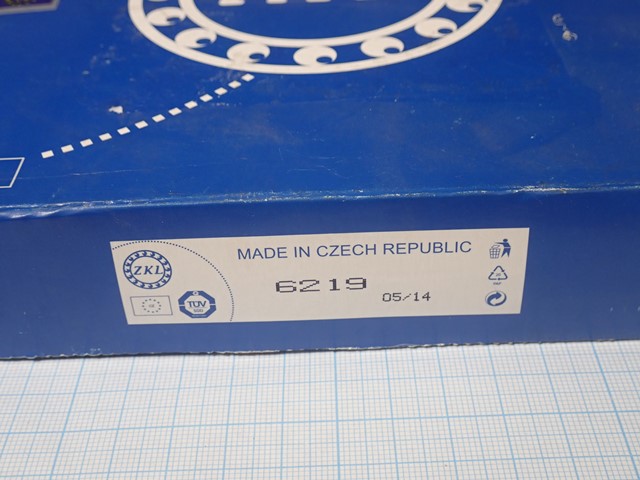 MADE IN CZECH REPUBLIC
ZKL
6219
05/14
TÜV